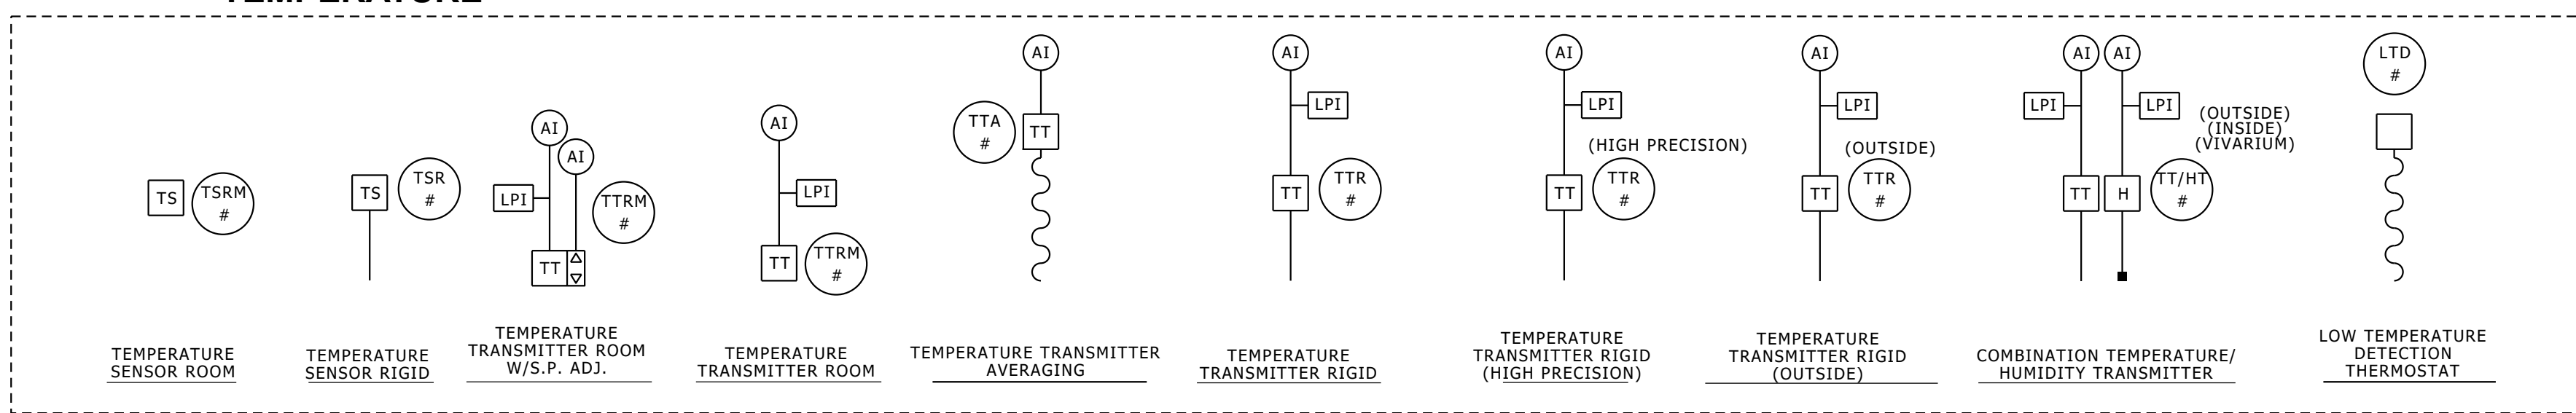 TEMPERATURE
TS
TSRM
#
TEMPERATURE
SENSOR ROOM
TS
TSR
#
TEMPERATURE
SENSOR RIGID
AI
AI
LPI
TTRM
#
TT
TEMPERATURE
TRANSMITTER ROOM
W/S.P. ADJ.
AI
LPI
TT
TTRM
#
TEMPERATURE
TRANSMITTER ROOM
AI
TTA
#
TT
TEMPERATURE TRANSMITTER
AVERAGING
AI
LPI
TT
TTR
#
TEMPERATURE
TRANSMITTER RIGID
AI
LPI
(HIGH PRECISION)
TT
TTR
#
TEMPERATURE
TRANSMITTER RIGID
(HIGH PRECISION)
AI
LPI
(OUTSIDE)
TT
TTR
#
TEMPERATURE
TRANSMITTER RIGID
(OUTSIDE)
AI AI
LPI LPI
(OUTSIDE)
(INSIDE)
(VIVARIUM)
TT H
TT/HT
#
COMBINATION TEMPERATURE/
HUMIDITY TRANSMITTER
LTD
#
LOW TEMPERATURE
DETECTION
THERMOSTAT